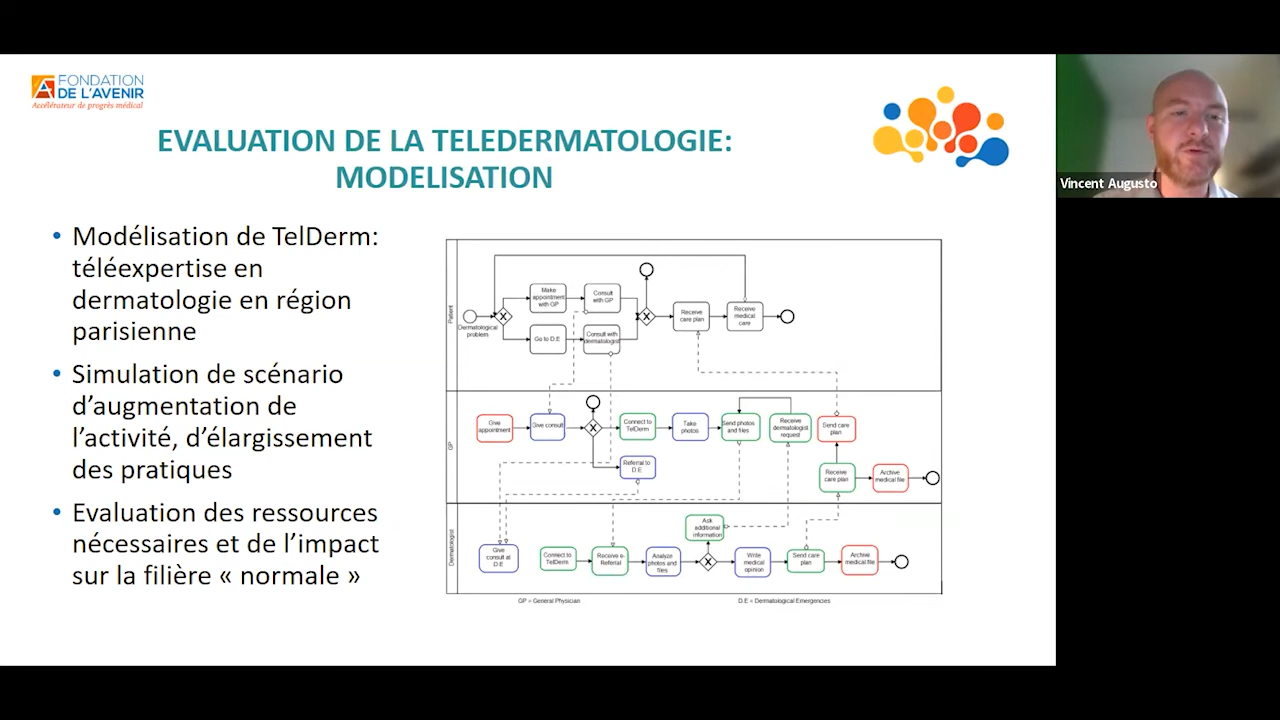 FONDATION
DE L'AVENIR
Accélérateur de progrès médical
EVALUATION DE LA TELEDERMATOLOGIE:
MODELISATION
• Modélisation de TelDerm:
téléexpertise en
dermatologie en région
parisienne
• Simulation de scénario
d'augmentation de
l'activité, d'élargissement
des pratiques
• Evaluation des ressources
nécessaires et de l'impact
sur la filière « normale »
Patient
Dermatological
problem
X
Make
appointment
with GP
Consult
with GP
Go to D.E
Consult with
dermatologist
X
Receive
care plan
Receive
medical
care
GP
Give
appointment
Give consult
X
Connect to
TelDerm
Take
photos
Send photos
and files
Receive
dermatologist
request
Send care
plan
Referral to
D.E
Receive
care plan
Archive
medical file
Dermatologist
Give
consult at
D.E
Connect to
TelDerm
Receive e-
Referral
Analyze
photos and
files
Ask
additional
information
X
Write
medical
opinion
Send care
plan
Archive
medical file
GP = General Physician
D.E = Dermatological Emergencies
Vincent Augusto